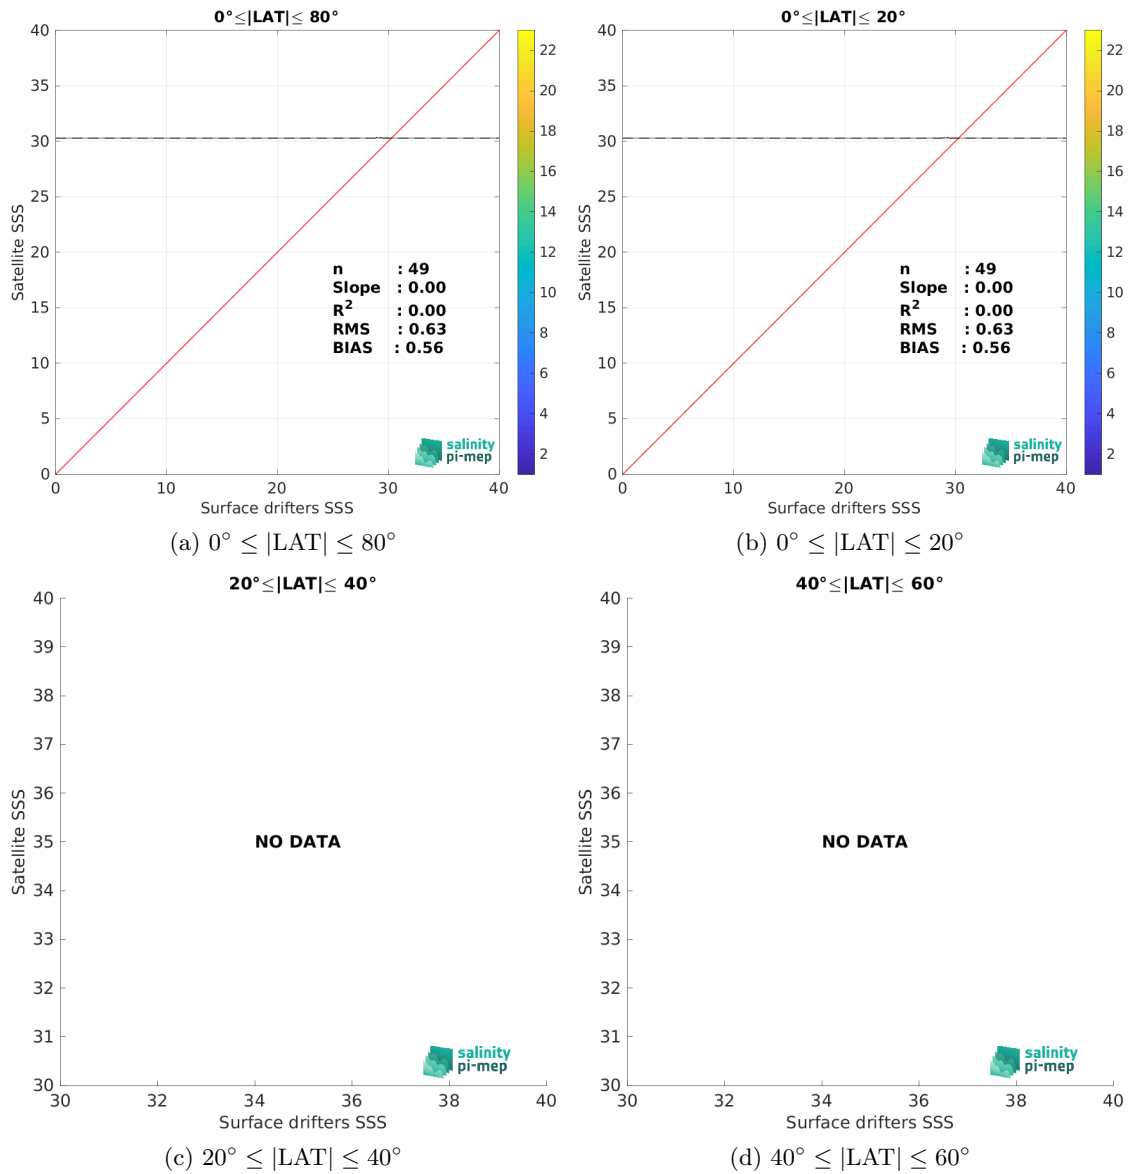 0°≤|LAT|≤ 80°
40
35
30
25
20
15
10
5
0
Satellite SSS
n : 49
Slope : 0.00
R² : 0.00
RMS : 0.63
BIAS : 0.56
salinity
pi-mep
0 10 20 30 40
Surface drifters SSS
22
20
18
16
14
12
10
8
6
4
2
(a) 0° ≤ |LAT| ≤ 80°
0°≤|LAT|≤ 20°
40
35
30
25
20
15
10
5
0
Satellite SSS
n : 49
Slope : 0.00
R² : 0.00
RMS : 0.63
BIAS : 0.56
salinity
pi-mep
0 10 20 30 40
Surface drifters SSS
22
20
18
16
14
12
10
8
6
4
2
(b) 0° ≤ |LAT| ≤ 20°
20°≤|LAT|≤ 40°
40
39
38
37
36
35
34
33
32
31
30
Satellite SSS
NO DATA
salinity
pi-mep
30 32 34 36 38 40
Surface drifters SSS
(c) 20° ≤ |LAT| ≤ 40°
40°≤|LAT|≤ 60°
40
39
38
37
36
35
34
33
32
31
30
Satellite SSS
NO DATA
salinity
pi-mep
30 32 34 36 38 40
Surface drifters SSS
(d) 40° ≤ |LAT| ≤ 60°